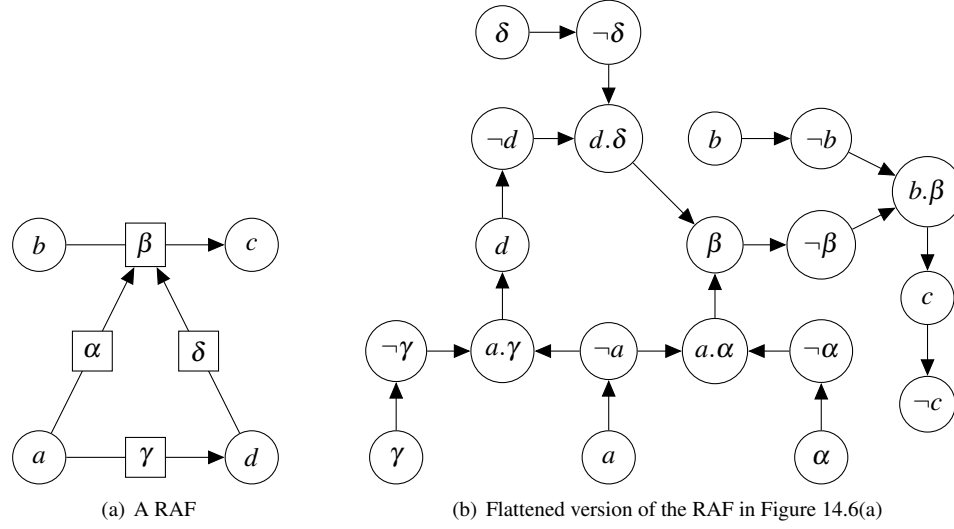 δ ¬δ
¬d d.δ b ¬b
b.β
b β c d β ¬β
c
α δ ¬γ a.γ ¬a a.α ¬α
¬c
a γ d γ a α
(a) A RAF (b) Flattened version of the RAF in Figure 14.6(a)